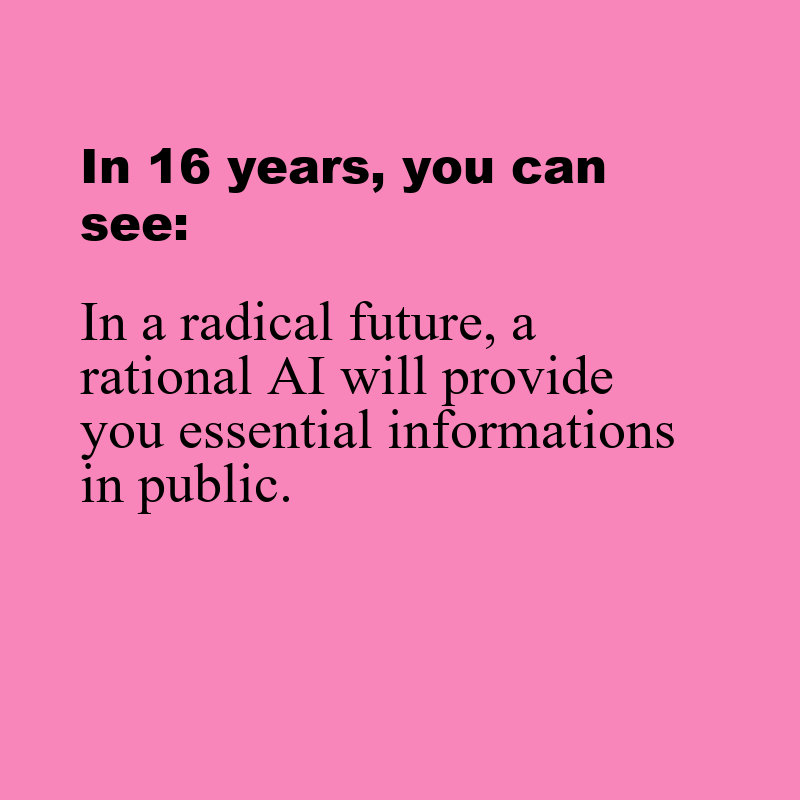 In 16 years, you can
see:
In a radical future, a
rational AI will provide
you essential informations
in public.